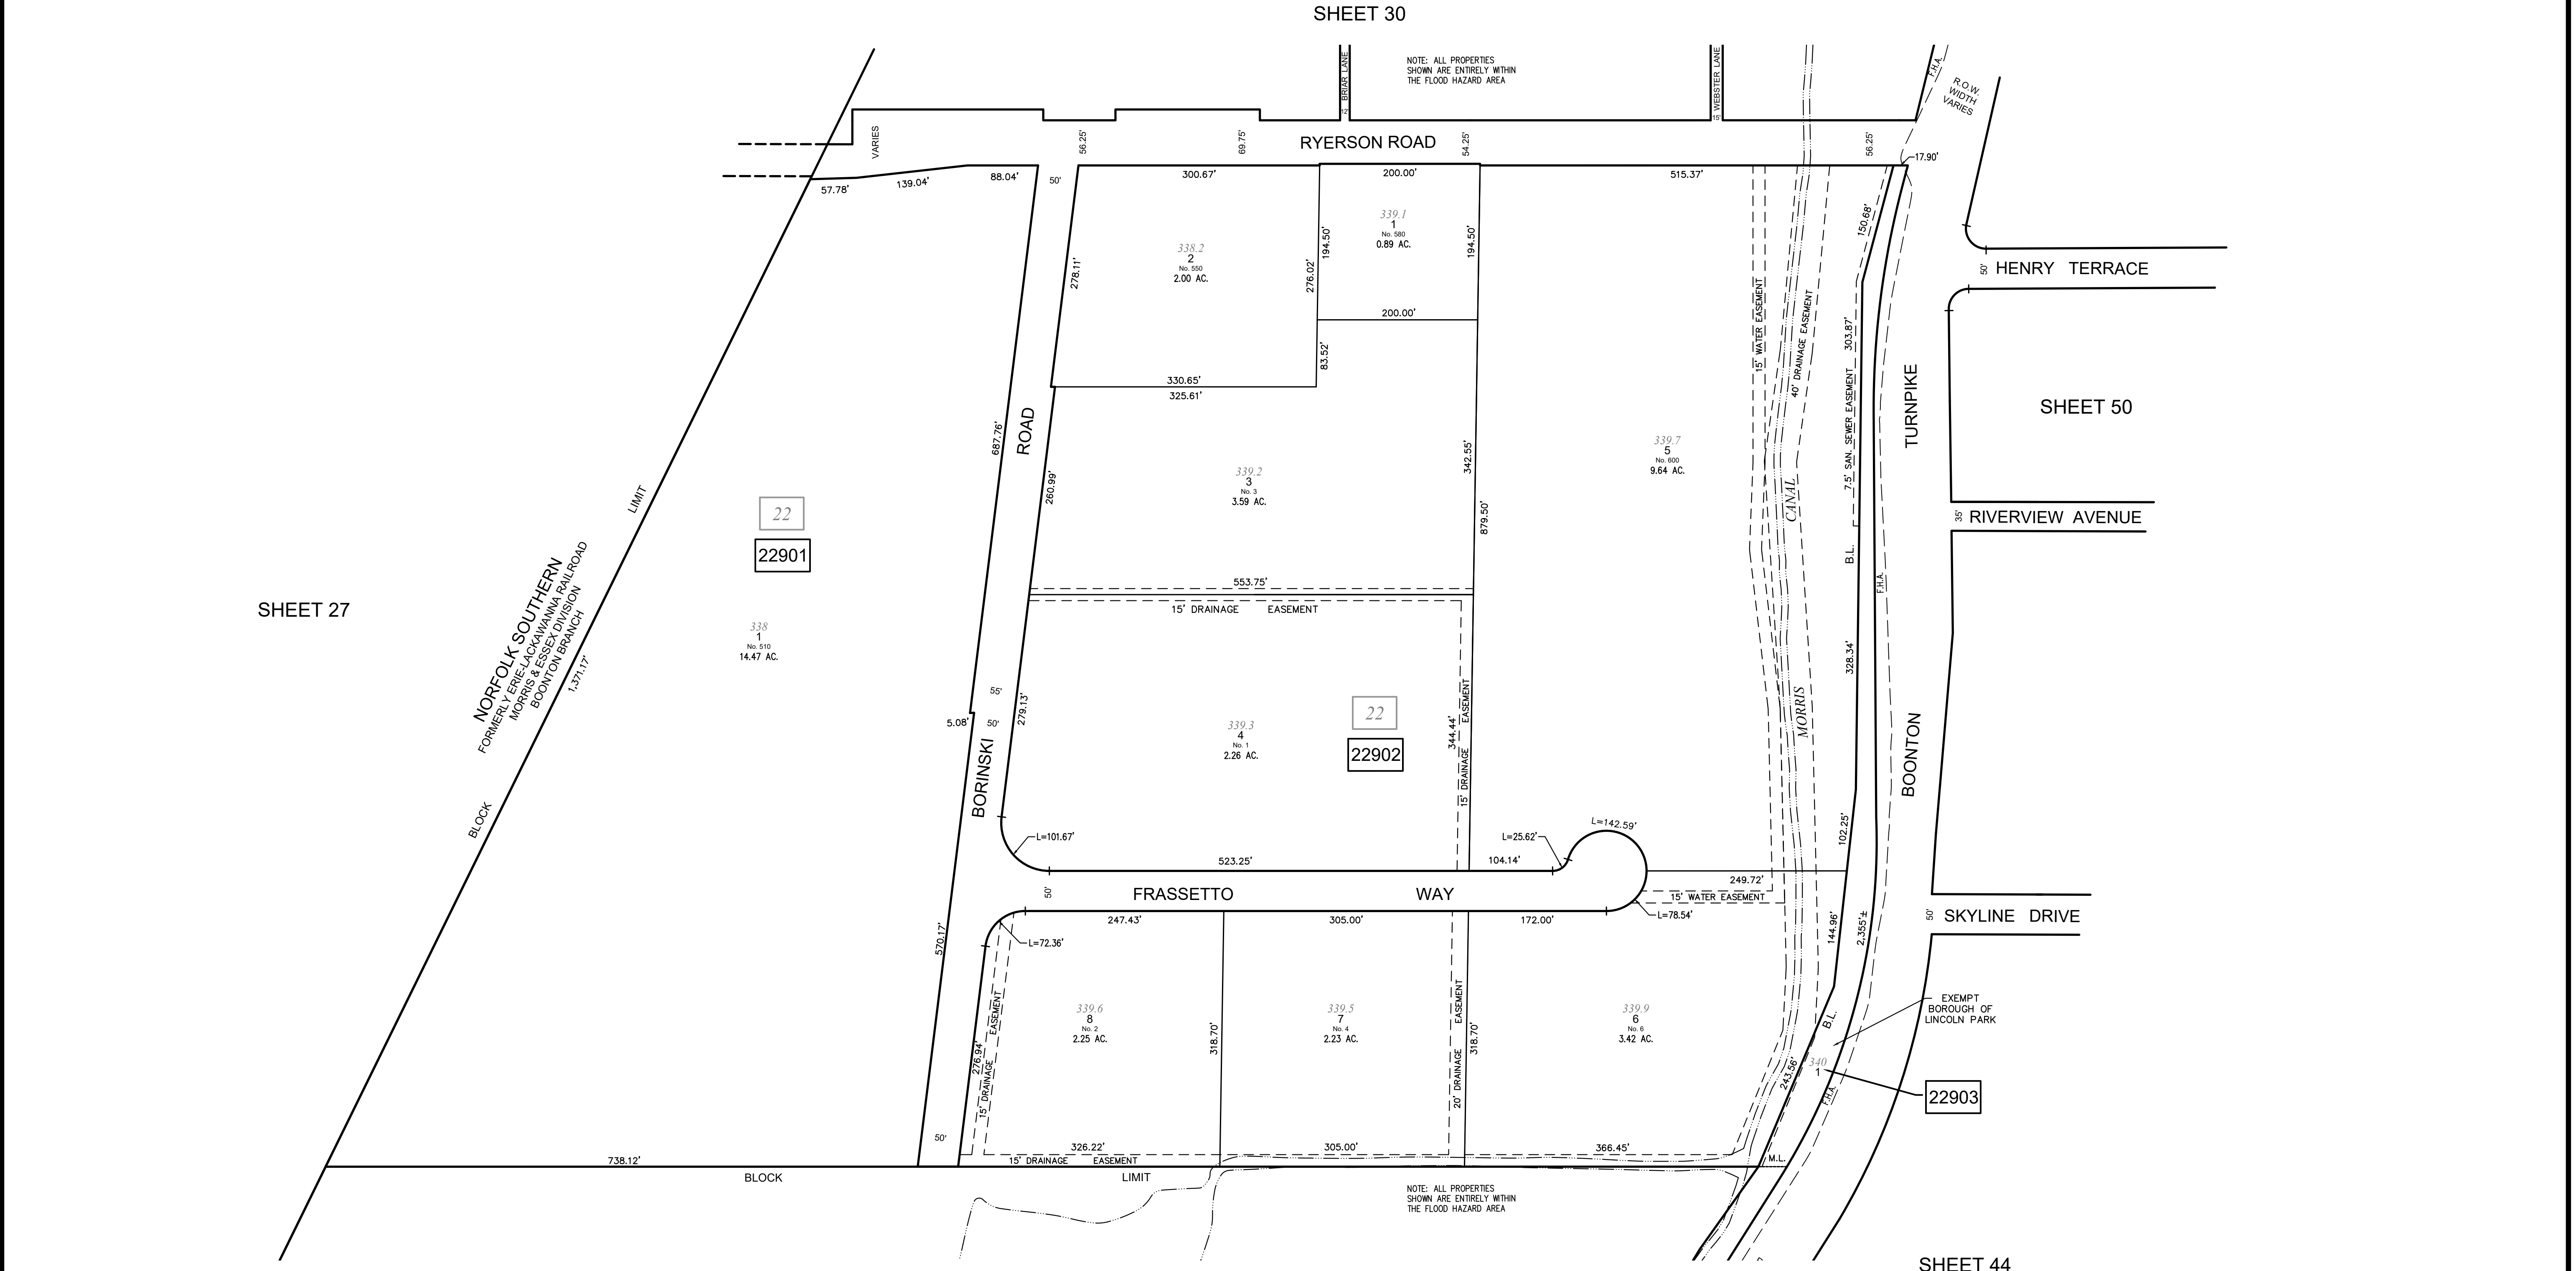 SHEET 30
NOTE: ALL PROPERTIES
SHOWN ARE ENTIRELY WITHIN
THE FLOOD HAZARD AREA
BRIAR LANE
12'
WEBSTER LANE
15'
F.H.A.
R.O.W.
WIDTH
VARIES
VARIES
56.25'
69.75'
RYERSON ROAD
54.25'
56.25'
17.90'
57.78'
139.04'
88.04'
50'
300.67'
200.00'
515.37'
339.1
1
No. 580
0.89 AC.
194.50'
194.50'
150.68'
338.2
2
No. 550
2.00 AC.
278.11'
276.02'
200.00'
83.52'
330.65'
325.61'
15' WATER EASEMENT
40' DRAINAGE EASEMENT
7.5' SAN. SEWER EASEMENT
303.87'
50'
HENRY TERRACE
TURNPIKE
SHEET 50
ROAD
687.76'
260.99'
339.2
3
No. 3
3.59 AC.
342.55'
879.50'
339.7
5
No. 600
9.64 AC.
CANAL
35'
RIVERVIEW AVENUE
LIMIT
22
22901
B.L.
F.H.A.
NORFOLK SOUTHERN
FORMERLY ERIE-LACKAWANNA RAILROAD
MORRIS & ESSEX DIVISION
BOONTON BRANCH
1,371.17'
SHEET 27
553.75'
15' DRAINAGE EASEMENT
338
1
No. 510
14.47 AC.
328.34'
55'
5.08'
50'
279.13'
339.3
4
No. 1
2.26 AC.
22
22902
344.44'
15' DRAINAGE EASEMENT
MORRIS
BOONTON
BORINSKI
BLOCK
L=101.67'
L=25.62'
L=142.59'
102.25'
523.25'
104.14'
249.72'
50'
FRASSETTO WAY
15' WATER EASEMENT
247.43'
305.00'
172.00'
L=78.54'
50'
SKYLINE DRIVE
L=72.36'
570.17'
144.96'
2,355'±
EXEMPT
BOROUGH OF
LINCOLN PARK
15' DRAINAGE EASEMENT
276.94'
339.6
8
No. 2
2.25 AC.
318.70'
339.5
7
No. 4
2.23 AC.
20' DRAINAGE EASEMENT
318.70'
339.9
6
No. 6
3.42 AC.
B.L.
243.56'
340
1
F.H.A.
22903
50'
738.12'
326.22'
305.00'
366.45'
15' DRAINAGE EASEMENT
M.L.
BLOCK
LIMIT
NOTE: ALL PROPERTIES
SHOWN ARE ENTIRELY WITHIN
THE FLOOD HAZARD AREA
SHEET 44